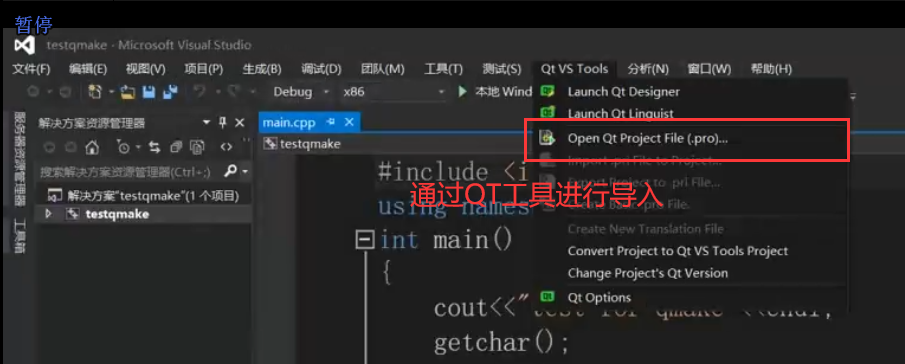 暂停
testqmake - Microsoft Visual Studio
文件(F) 编辑(E) 视图(V) 项目(P) 生成(B) 调试(D) 团队(M) 工具(T) 测试(S) Qt VS Tools 分析(N) 窗口(W) 帮助(H)
Debug x86 本地 Wind
Launch Qt Designer
Launch Qt Linguist
Open Qt Project File (.pro)...
Import .pri File to Project...
Export Project to .pri File...
Create Basic .pro File.
Create New Translation File
Convert Project to Qt VS Tools Project
Change Project's Qt Version
Qt Options
服务器资源管理器
工具箱
解决方案资源管理器
搜索解决方案资源管理器(Ctrl+;)
解决方案"testqmake"(1 个项目)
testqmake
main.cpp
testqmake
#include <i
using names
通过QT工具进行导入
int main()
{
cout<<"test for qmake"<<endl;
getchar();